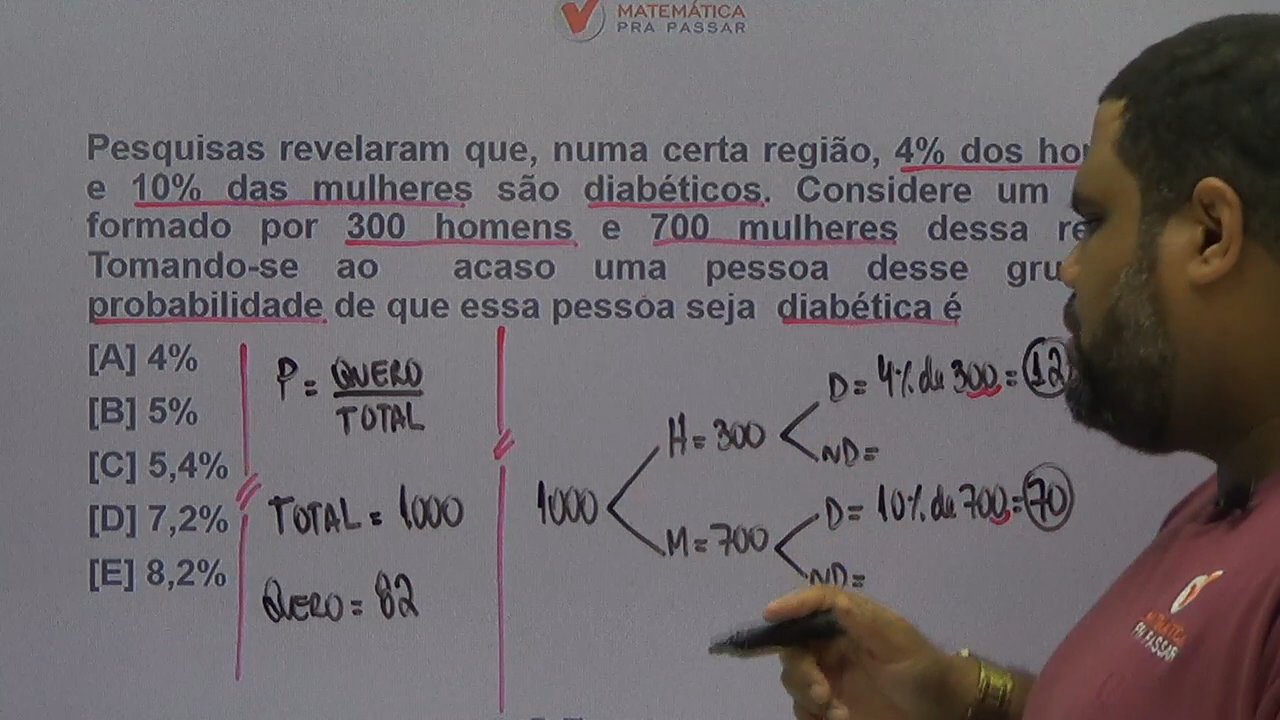 MATEMÁTICA
PRA PASSAR
Pesquisas revelaram que, numa certa região, 4% dos
e 10% das mulheres são diabéticos. Considere um
formado por 300 homens e 700 mulheres dessa
Tomando-se ao acaso uma pessoa desse
probabilidade de que essa pessoa seja diabética é
[A] 4%
[B] 5%
[C] 5,4%
[D] 7,2%
[E] 8,2%
P = QUERO
TOTAL
TOTAL = 1000
QUERO = 82
1000
H = 300
D = 4% de 300 = 12
ND =
M = 700
D = 10% de 700 = 70
ND =
MATEMÁTICA
PRA PASSAR